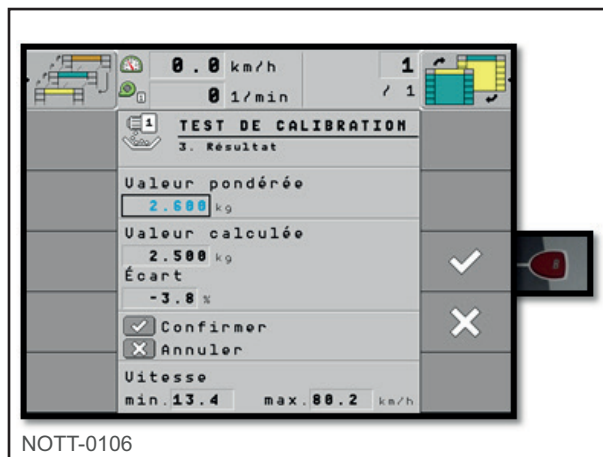 0.0 km/h
1
0 1/min
/ 1
1
1
TEST DE CALIBRATION
3. Résultat
Valeur pondérée
2.600 kg
Valeur calculée
2.500 kg
Écart
-3.8 %
Confirmer
Annuler
Vitesse
min. 13.4 max. 80.2 km/h
NOTT-0106